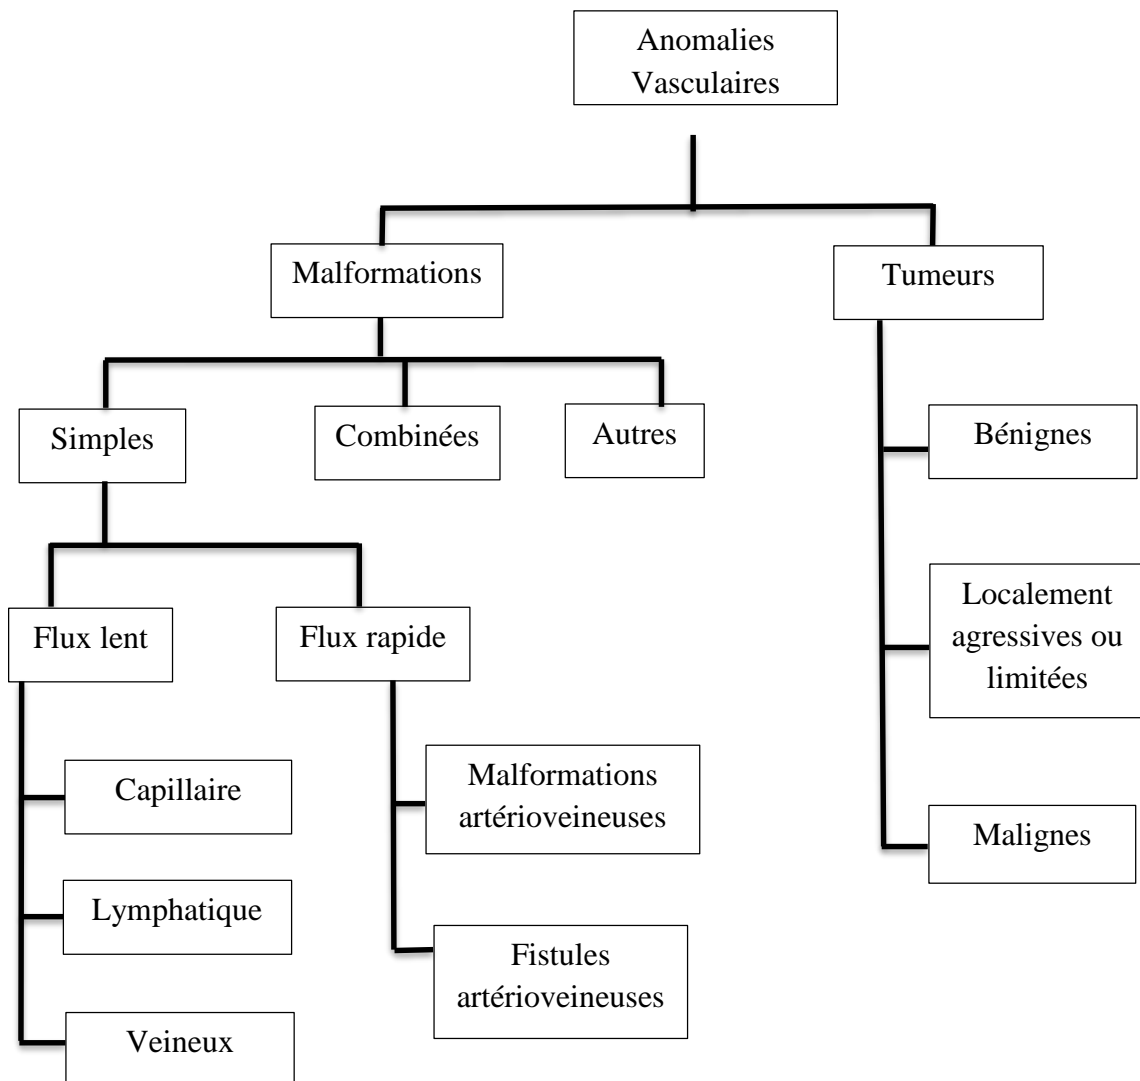 Anomalies
Vasculaires
Malformations
Tumeurs
Simples
Combinées
Autres
Bénignes
Flux lent
Flux rapide
Localement
agressives ou
limitées
Capillaire
Malformations
artérioveineuses
Malignes
Lymphatique
Fistules
artérioveineuses
Veineux